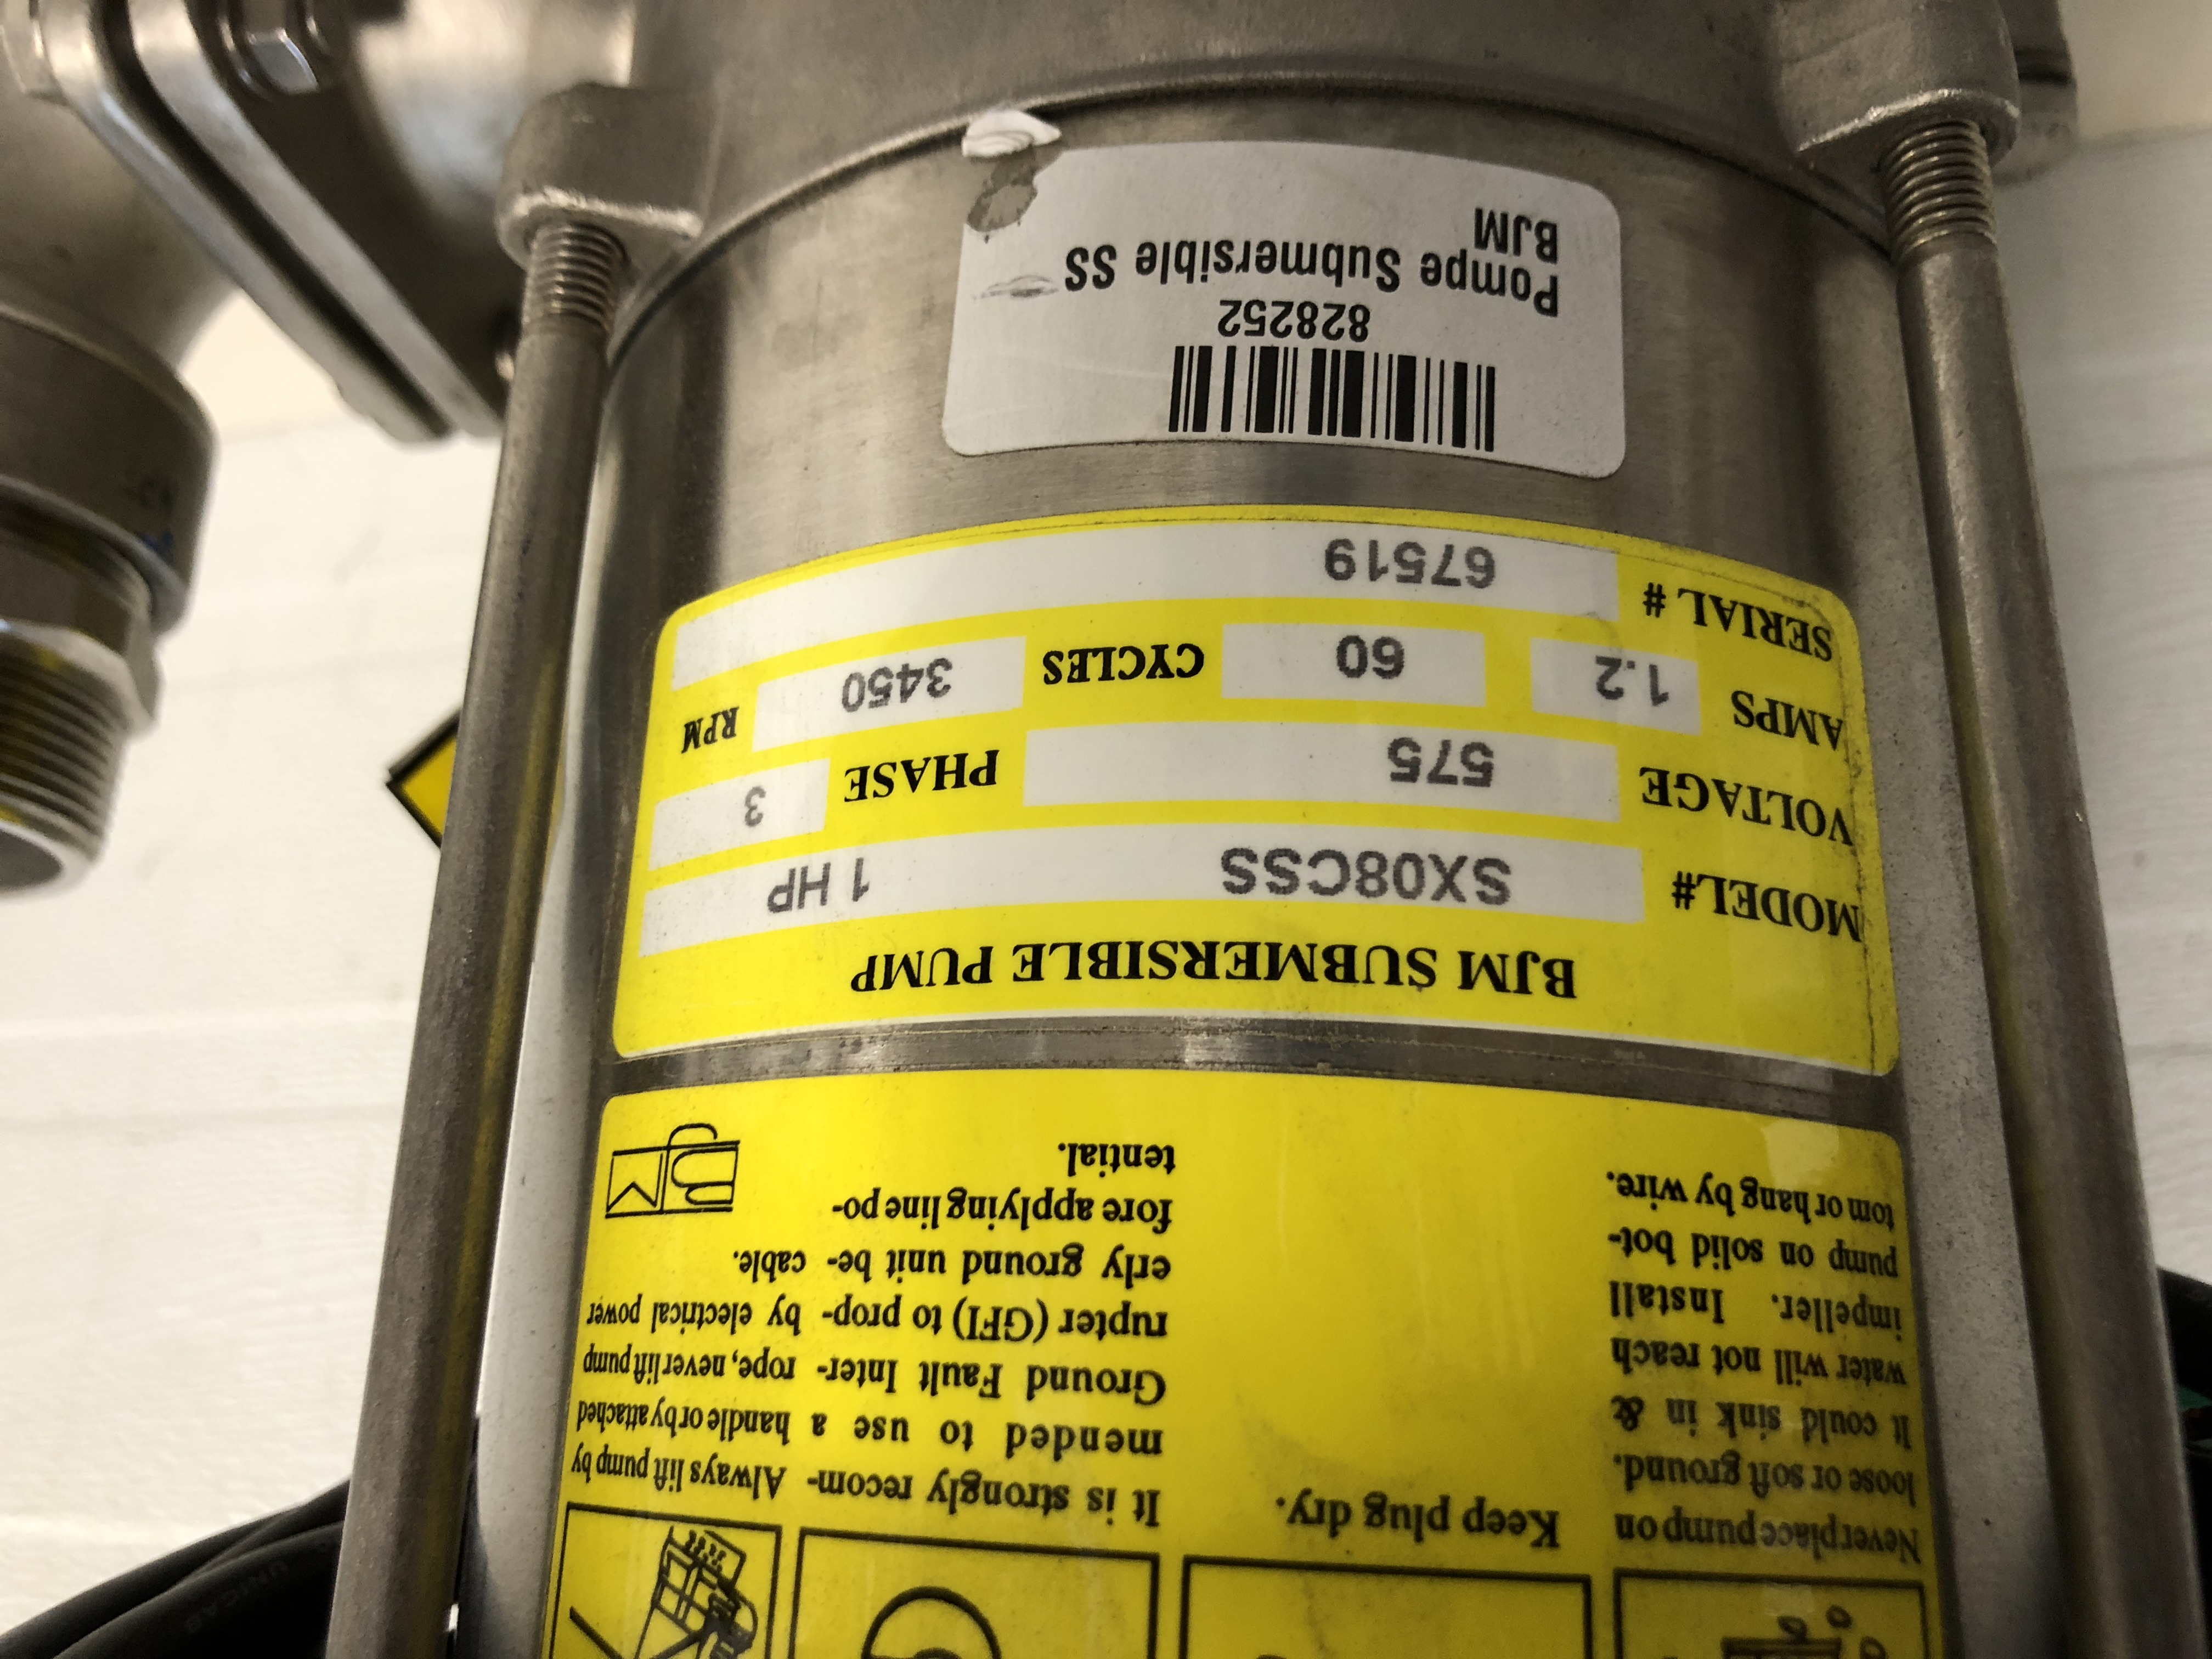 Never place pump on
loose or soft ground.
It could sink in &
water will not reach
impeller. Install
pump on solid bot-
tom or hang by wire.
Keep plug dry.
It is strongly recom-
mended to use a
Ground Fault Inter-
rupter (GFI) to prop-
erly ground unit be-
fore applying line po-
tential.
Always lift pump by
handle or by attached
rope, never lift pump
by electrical power
cable.
BJM
BJM SUBMERSIBLE PUMP
MODEL# SX08CSS 1 HP
VOLTAGE 575 PHASE 3
AMPS 1.2 60 CYCLES 3450 RPM
SERIAL # 67519
828252
Pompe Submersible SS
BJM